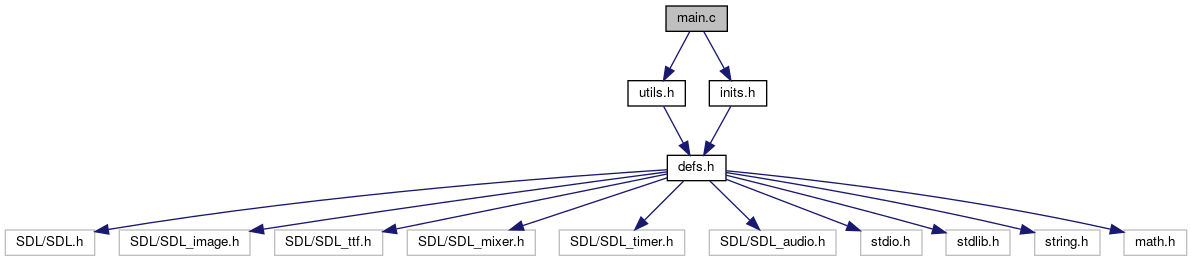 main.c
utils.h
inits.h
defs.h
SDL/SDL.h
SDL/SDL_image.h
SDL/SDL_ttf.h
SDL/SDL_mixer.h
SDL/SDL_timer.h
SDL/SDL_audio.h
stdio.h
stdlib.h
string.h
math.h